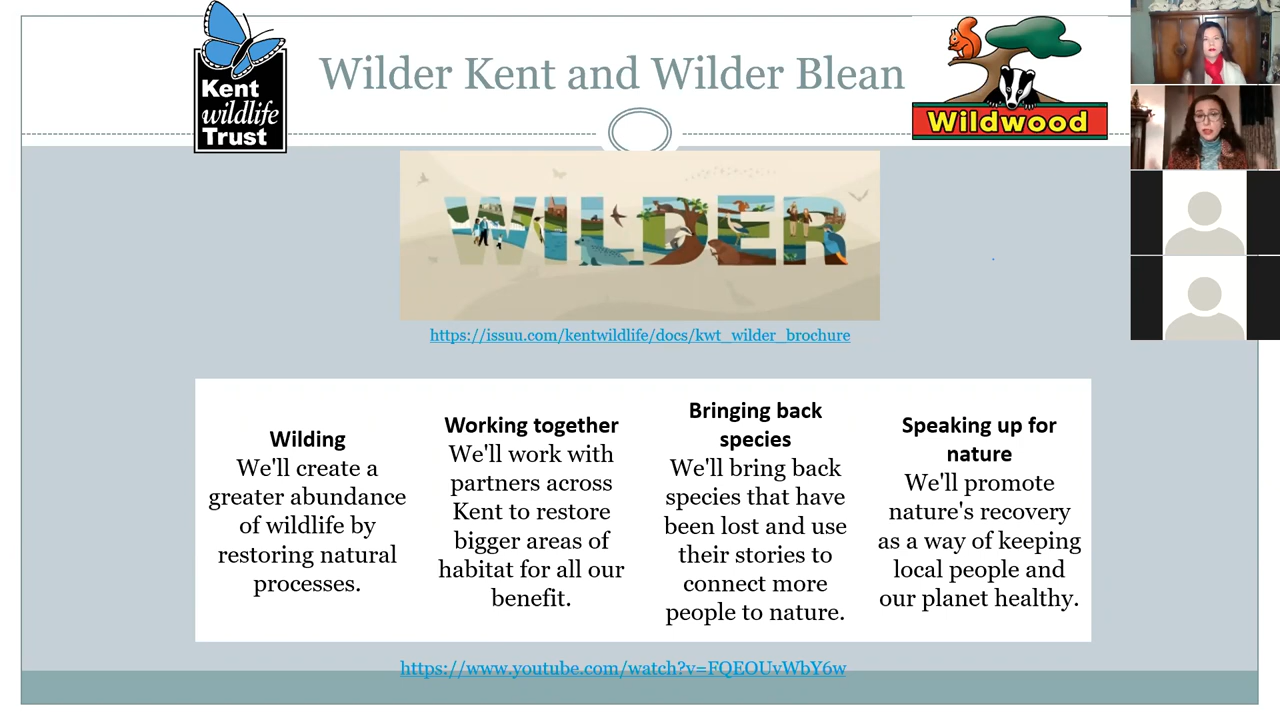 Kent
wildlife
Trust
Wilder Kent and Wilder Blean
Wildwood
WILDER
https://issuu.com/kentwildlife/docs/kwt_wilder_brochure
Wilding
We'll create a
greater abundance
of wildlife by
restoring natural
processes.
Working together
We'll work with
partners across
Kent to restore
bigger areas of
habitat for all our
benefit.
Bringing back
species
We'll bring back
species that have
been lost and use
their stories to
connect more
people to nature.
Speaking up for
nature
We'll promote
nature's recovery
as a way of keeping
local people and
our planet healthy.
https://www.youtube.com/watch?v=FQEOUvWbY6w